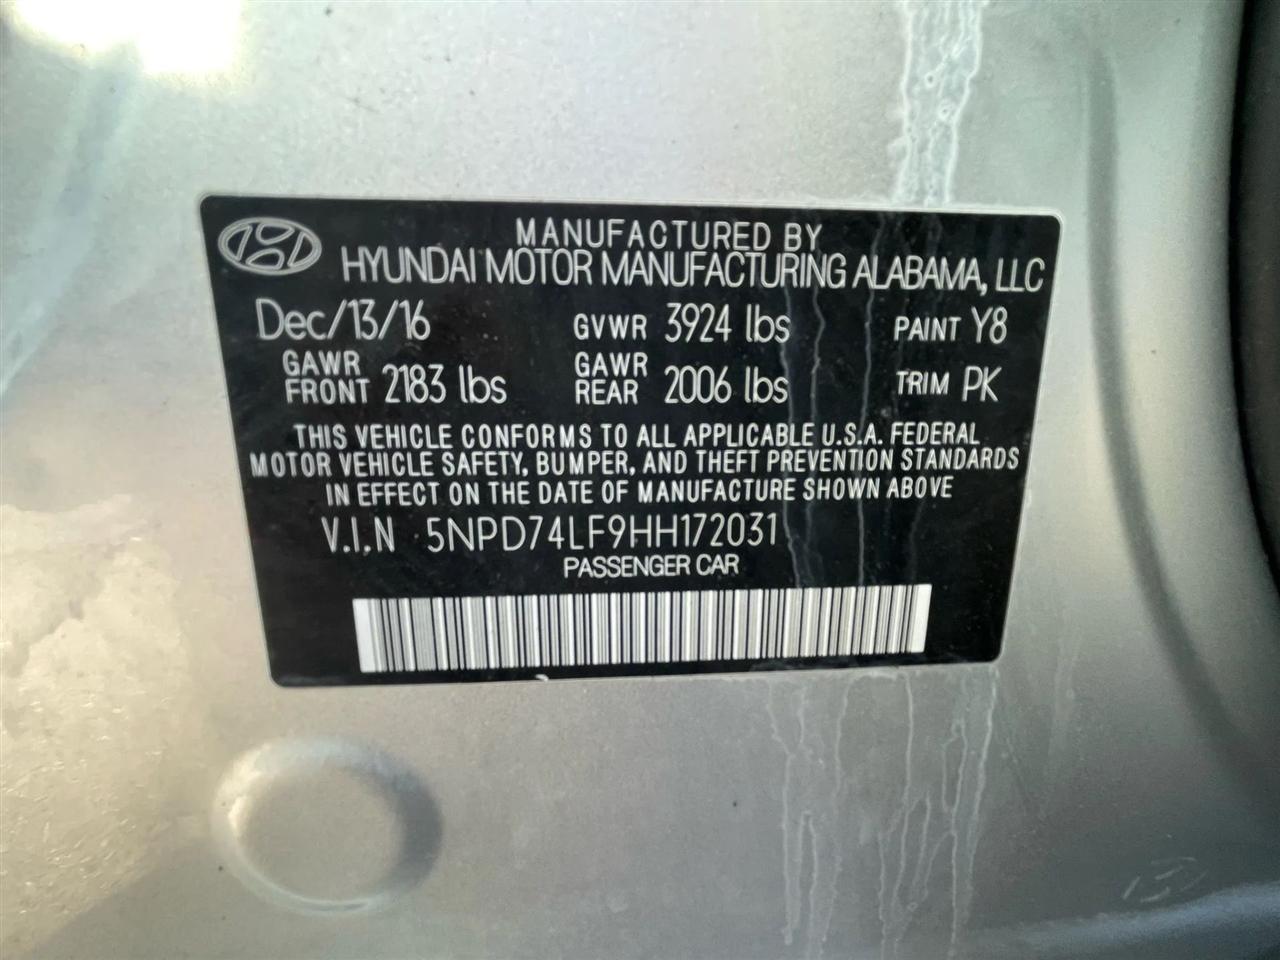 MANUFACTURED BY
HYUNDAI MOTOR MANUFACTURING ALABAMA, LLC
Dec/13/16 GVWR 3924 lbs PAINT Y8
GAWR FRONT 2183 lbs GAWR REAR 2006 lbs TRIM PK
THIS VEHICLE CONFORMS TO ALL APPLICABLE U.S.A. FEDERAL
MOTOR VEHICLE SAFETY, BUMPER, AND THEFT PREVENTION STANDARDS
IN EFFECT ON THE DATE OF MANUFACTURE SHOWN ABOVE
V.I.N 5NPD74LF9HH172031
PASSENGER CAR